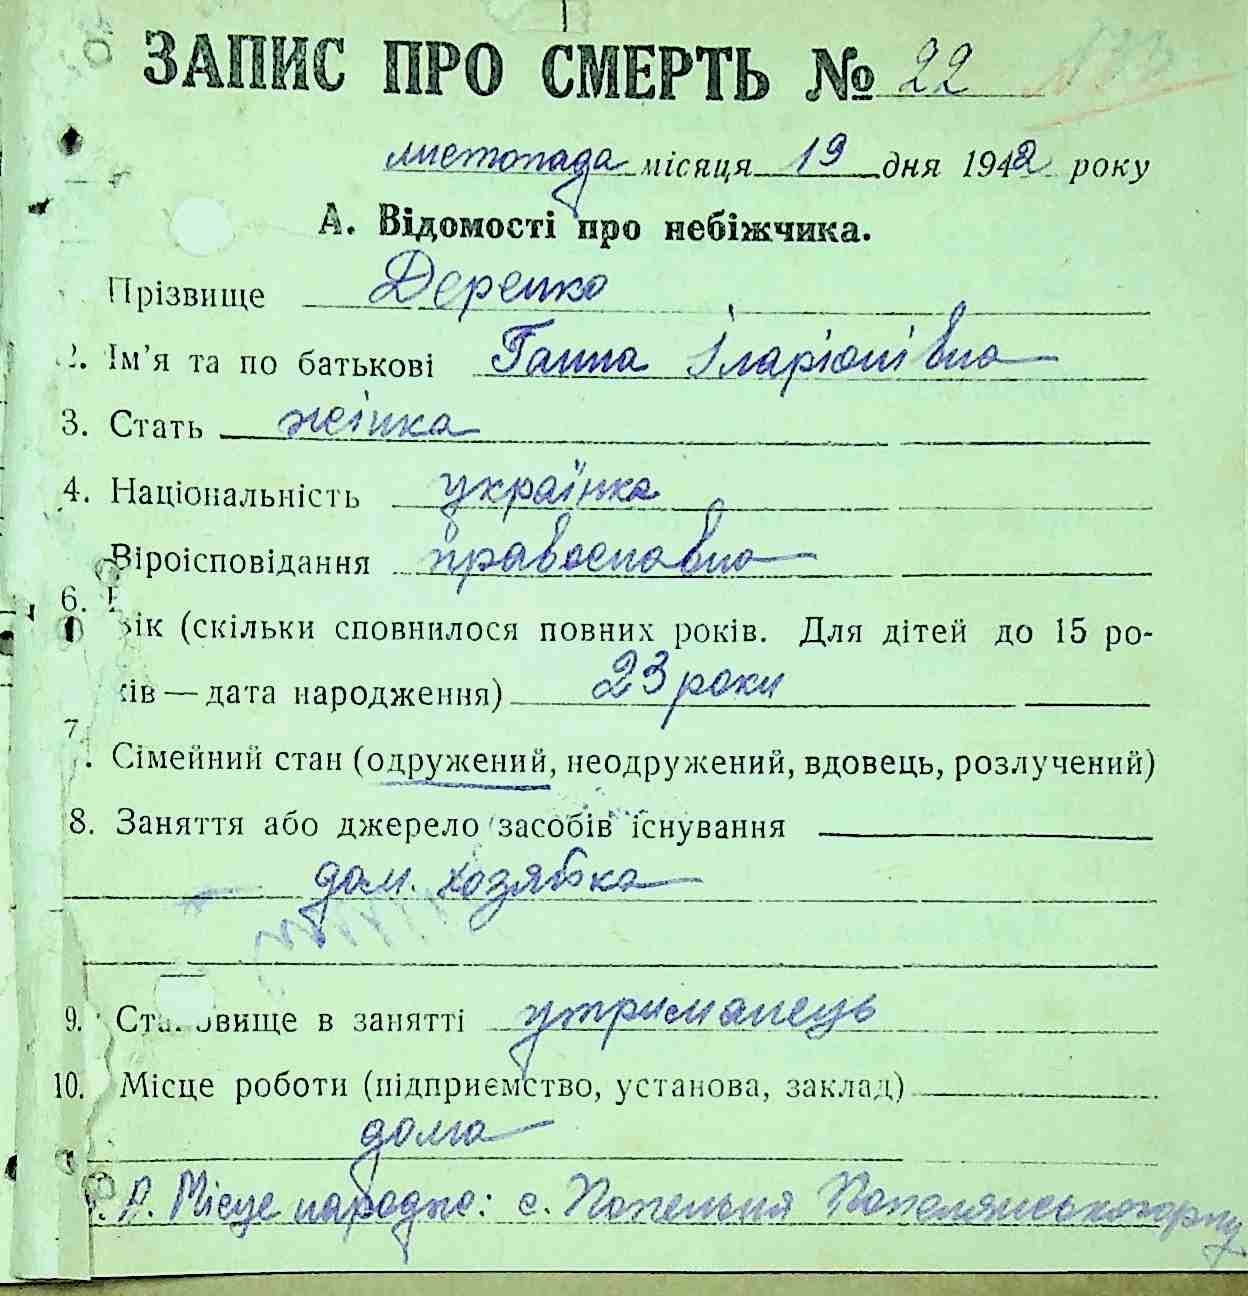 ЗАПИС ПРО СМЕРТЬ № 22
листопада місяця 19 дня 1942 року
А. Відомості про небіжчика.
Прізвище Деренко
2. Ім'я та по батькові Ганна Іларіонівна
3. Стать жінка
4. Національність українка
Віроісповідання православна
6. Вік (скільки сповнилося повних років. Для дітей до 15 ро-
ків — дата народження) 23 роки
7. Сімейний стан (одружений, неодружений, вдовець, розлучений)
8. Заняття або джерело засобів існування
дом. хозяйка
9. Становище в занятті утриманець
10. Місце роботи (підприємство, установа, заклад)
дома
Р. Місце народже: с. Попельня Попелянського р-ну